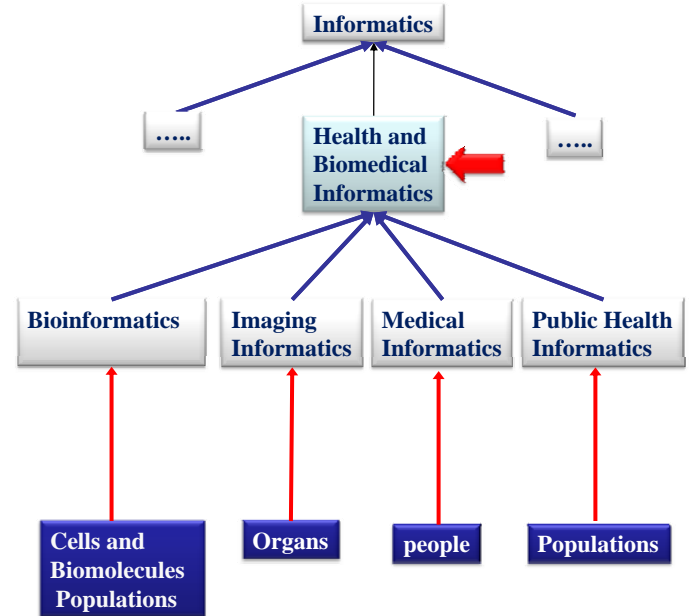 Informatics
…..
Health and
Biomedical
Informatics
…..
Bioinformatics
Imaging
Informatics
Medical
Informatics
Public Health
Informatics
Cells and
Biomolecules
Populations
Organs
people
Populations